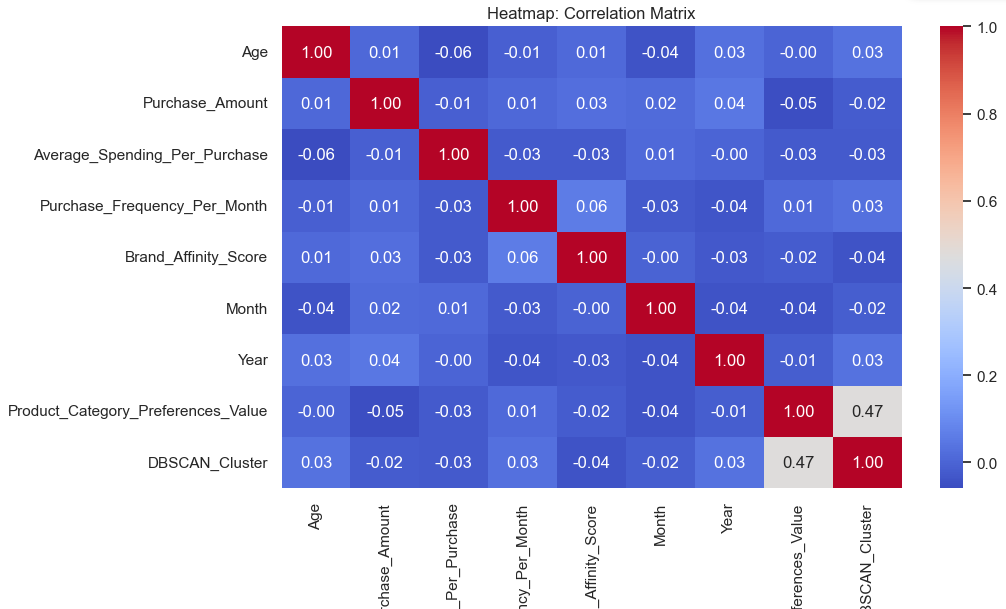 Heatmap: Correlation Matrix
Age 1.00 0.01 -0.06 -0.01 0.01 -0.04 0.03 -0.00 0.03
Purchase_Amount 0.01 1.00 -0.01 0.01 0.03 0.02 0.04 -0.05 -0.02
Average_Spending_Per_Purchase -0.06 -0.01 1.00 -0.03 -0.03 0.01 -0.00 -0.03 -0.03
Purchase_Frequency_Per_Month -0.01 0.01 -0.03 1.00 0.06 -0.03 -0.04 0.01 0.03
Brand_Affinity_Score 0.01 0.03 -0.03 0.06 1.00 -0.00 -0.03 -0.02 -0.04
Month -0.04 0.02 0.01 -0.03 -0.00 1.00 -0.04 -0.04 -0.02
Year 0.03 0.04 -0.00 -0.04 -0.03 -0.04 1.00 -0.01 0.03
Product_Category_Preferences_Value -0.00 -0.05 -0.03 0.01 -0.02 -0.04 -0.01 1.00 0.47
DBSCAN_Cluster 0.03 -0.02 -0.03 0.03 -0.04 -0.02 0.03 0.47 1.00
Age
rchase_Amount
_Per_Purchase
ncy_Per_Month
_Affinity_Score
Month
Year
ferences_Value
BSCAN_Cluster
1.0
0.8
0.6
0.4
0.2
0.0